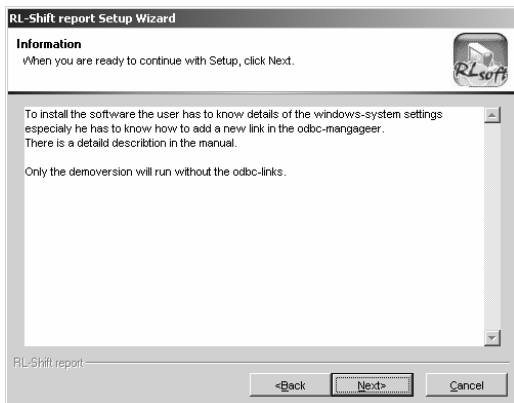 RL-Shift report Setup Wizard
Information
When you are ready to continue with Setup, click Next.
RLsoft
To install the software the user has to know details of the windows-system settings
especialy he has to know how to add a new link in the odbc-mangageer.
There is a detaild describtion in the manual.
Only the demoversion will run without the odbc-links.
RL-Shift report
<Back
Next>
Cancel